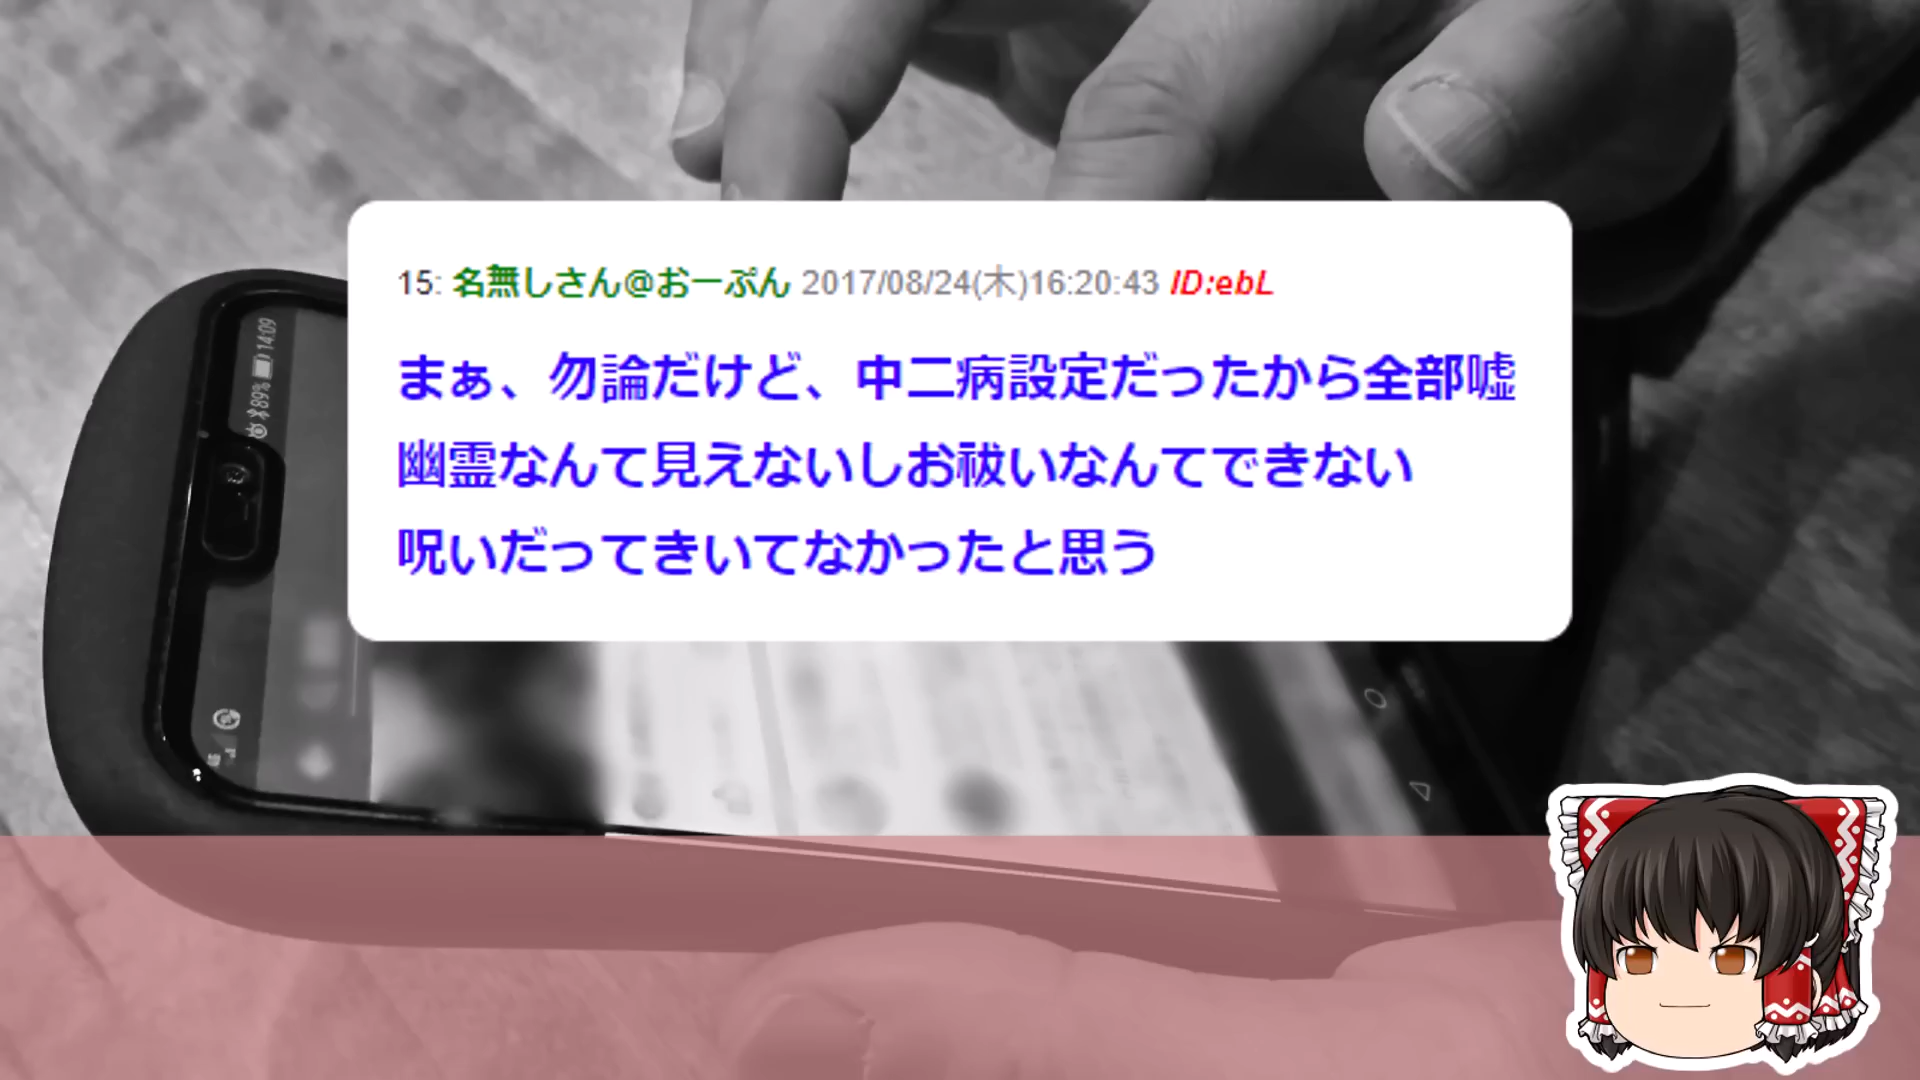 15: 名無しさん@おーぷん 2017/08/24(木)16:20:43 ID:ebL
まぁ、勿論だけど、中二病設定だったから全部嘘
幽霊なんて見えないしお祓いなんてできない
呪いだってきいてなかったと思う
89% 14:09